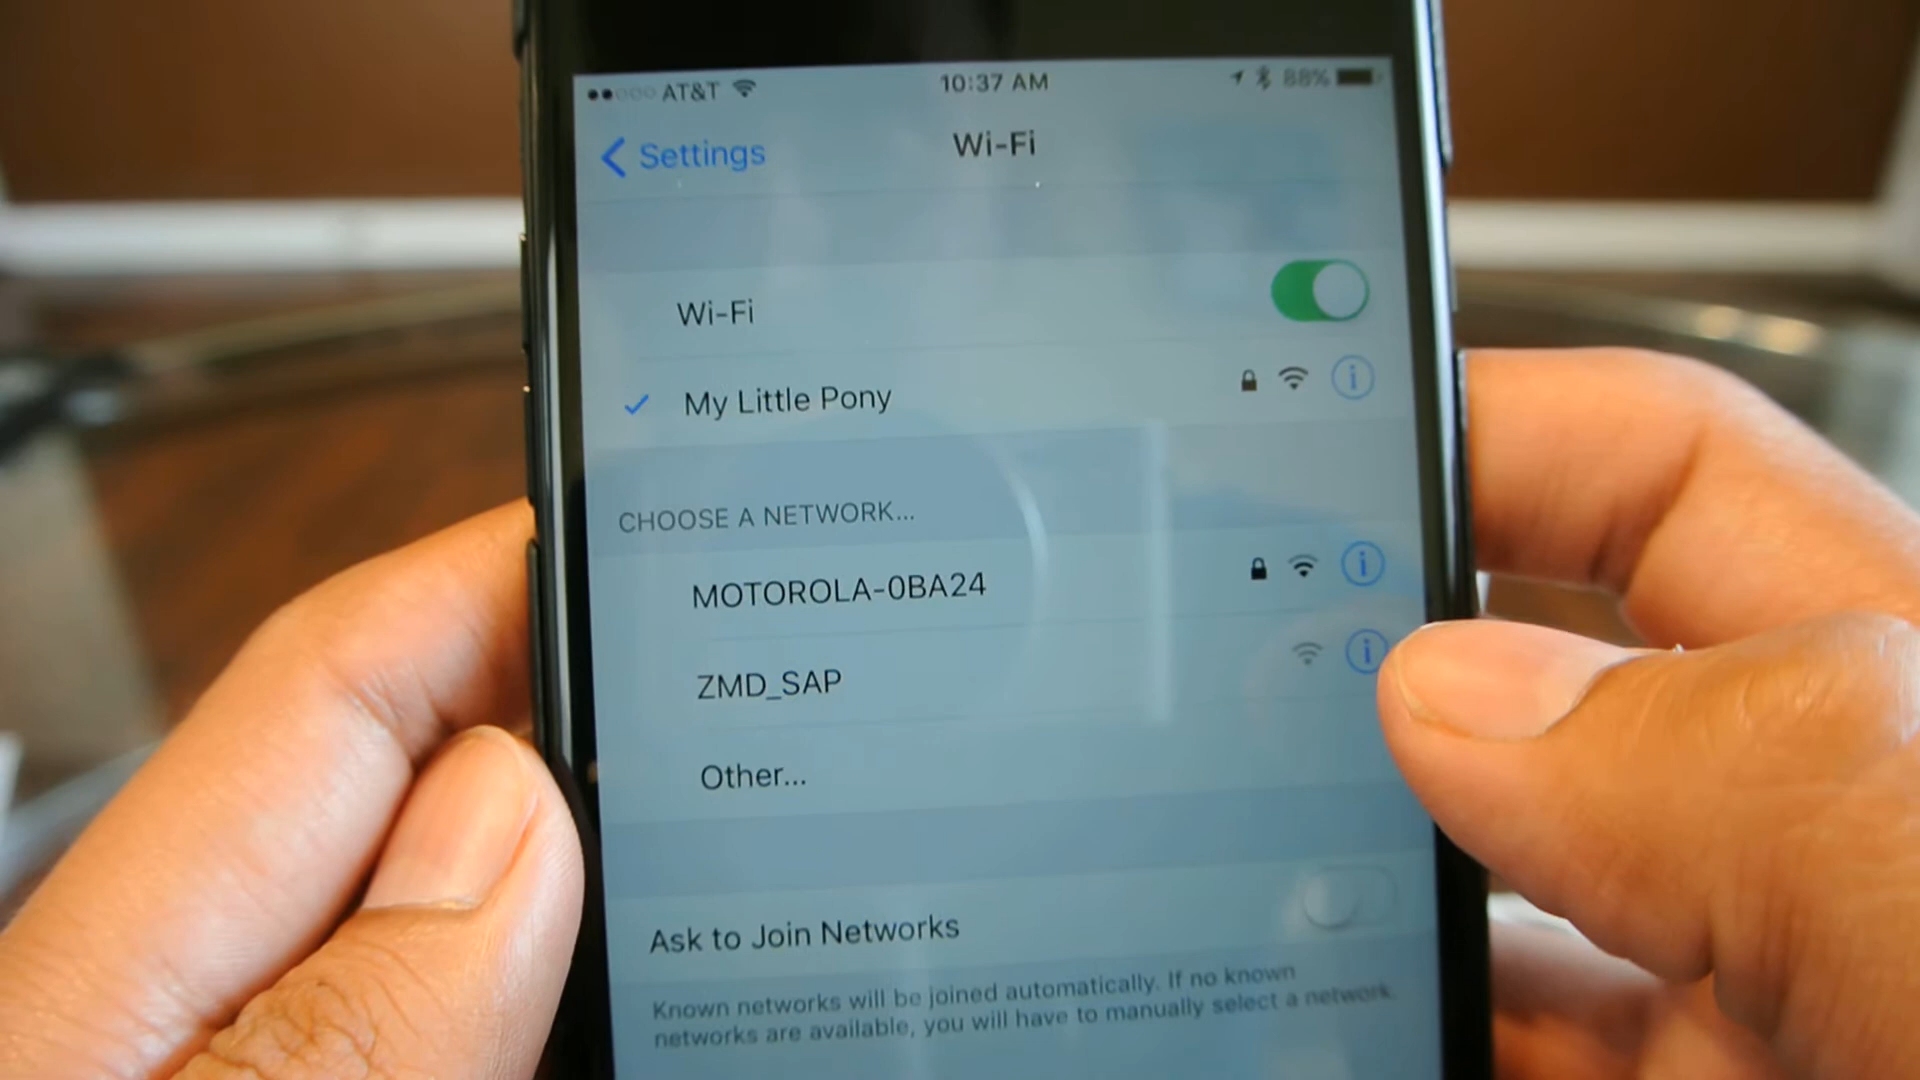 AT&T 10:37 AM 88%
Settings Wi-Fi
Wi-Fi
My Little Pony
CHOOSE A NETWORK...
MOTOROLA-0BA24
ZMD_SAP
Other...
Ask to Join Networks
Known networks will be joined automatically. If no known
networks are available, you will have to manually select a network.